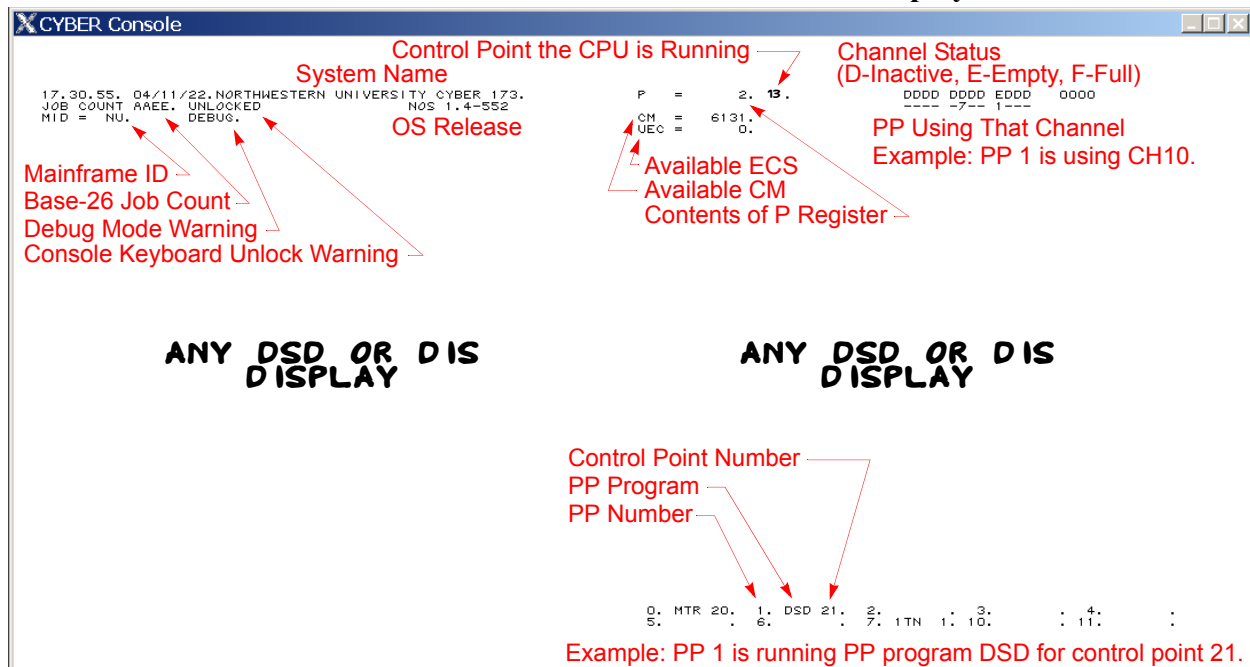 CYBER Console
Control Point the CPU is Running
Channel Status
(D-Inactive, E-Empty, F-Full)
System Name
17.30.55. 04/11/22.NORTHWESTERN UNIVERSITY CYBER 173.
JOB COUNT AAEE. UNLOCKED NOS 1.4-552
MID = NU. DEBUG.
OS Release
P = 2. 13.
CM = 6131.
UEC = 0.
DDDD DDDD EDDD 0000
---- -7-- 1---
PP Using That Channel
Example: PP 1 is using CH10.
Mainframe ID
Base-26 Job Count
Debug Mode Warning
Console Keyboard Unlock Warning
Available ECS
Available CM
Contents of P Register
ANY DSD OR DIS
DISPLAY
ANY DSD OR DIS
DISPLAY
Control Point Number
PP Program
PP Number
0. MTR 20. 1. DSD 21. 2. . 3. . 4. .
5. . 6. . 7. 1TN 1. 10. . 11. .
Example: PP 1 is running PP program DSD for control point 21.